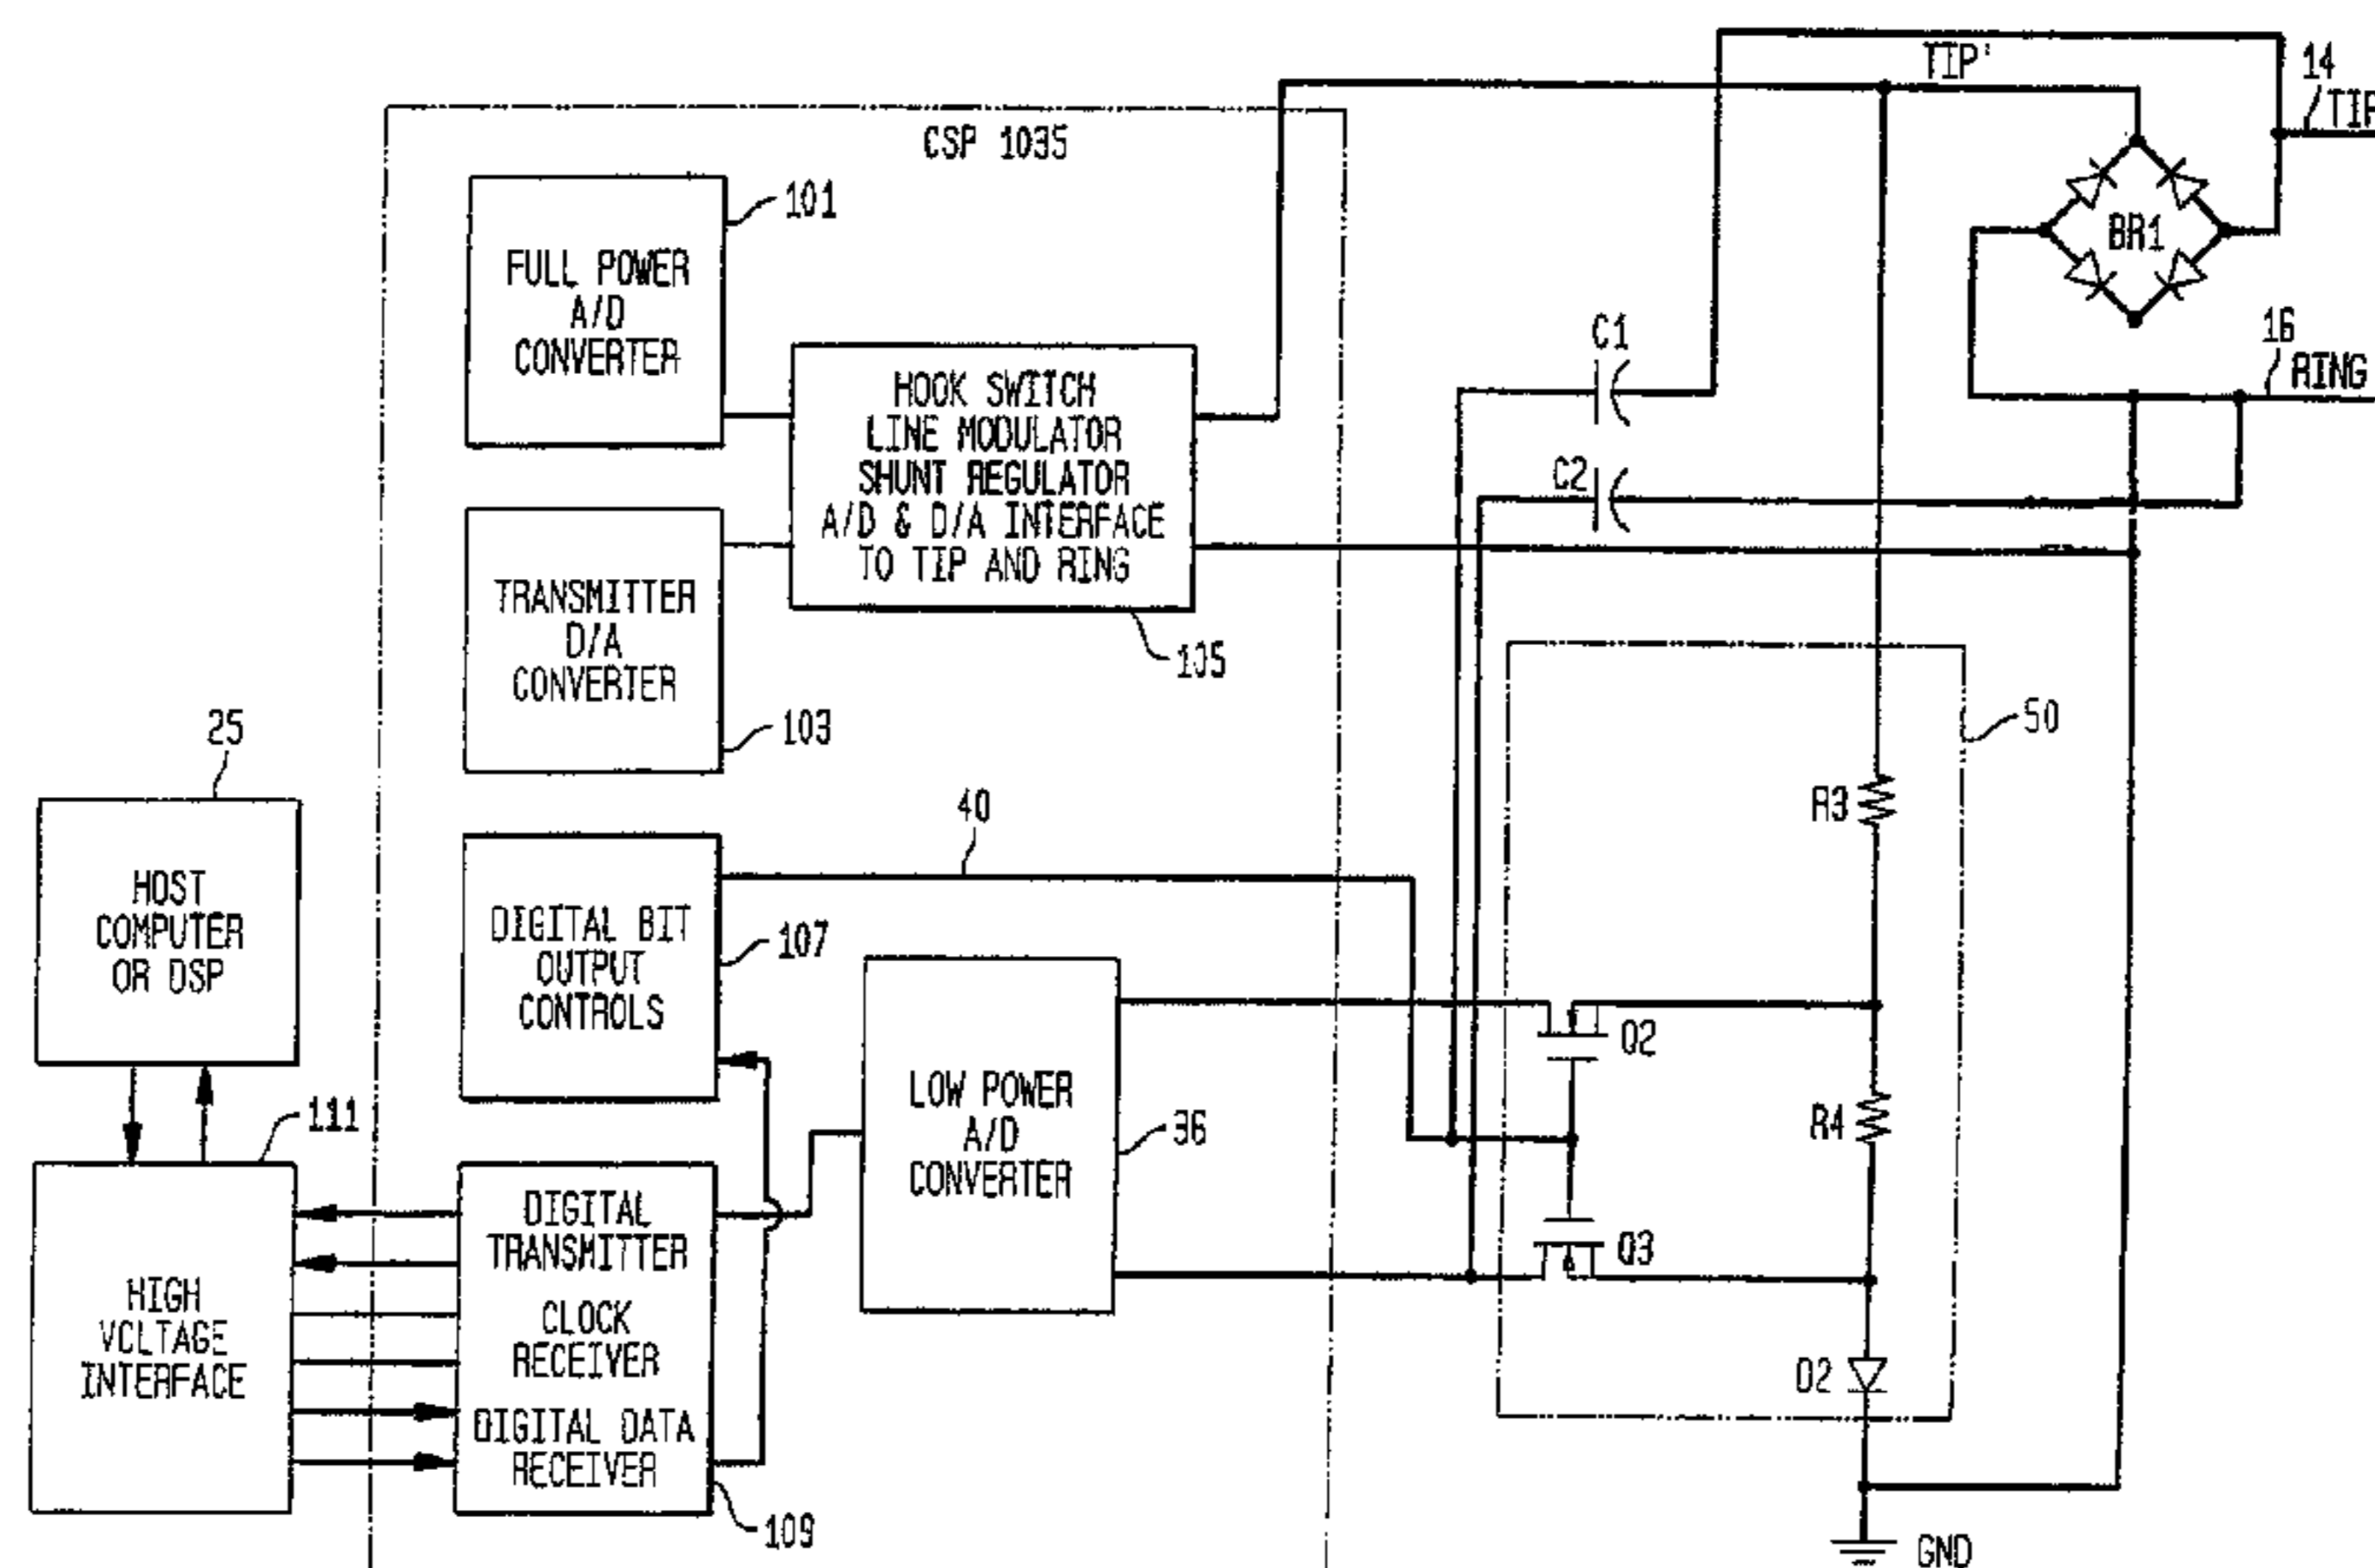 TIP'
14
TIP
CSP 1035
101
FULL POWER
A/D
CONVERTER
BR1
16
RING
C1
HOOK SWITCH
LINE MODULATOR
SHUNT REGULATOR
A/D & D/A INTERFACE
TO TIP AND RING
C2
105
TRANSMITTER
D/A
CONVERTER
103
50
25
R3
40
HOST
COMPUTER
OR DSP
DIGITAL BIT
OUTPUT
CONTROLS
107
Q2
LOW POWER
A/D
CONVERTER
36
R4
111
DIGITAL
TRANSMITTER
CLOCK
RECEIVER
DIGITAL DATA
RECEIVER
Q3
HIGH
VOLTAGE
INTERFACE
D2
109
GND